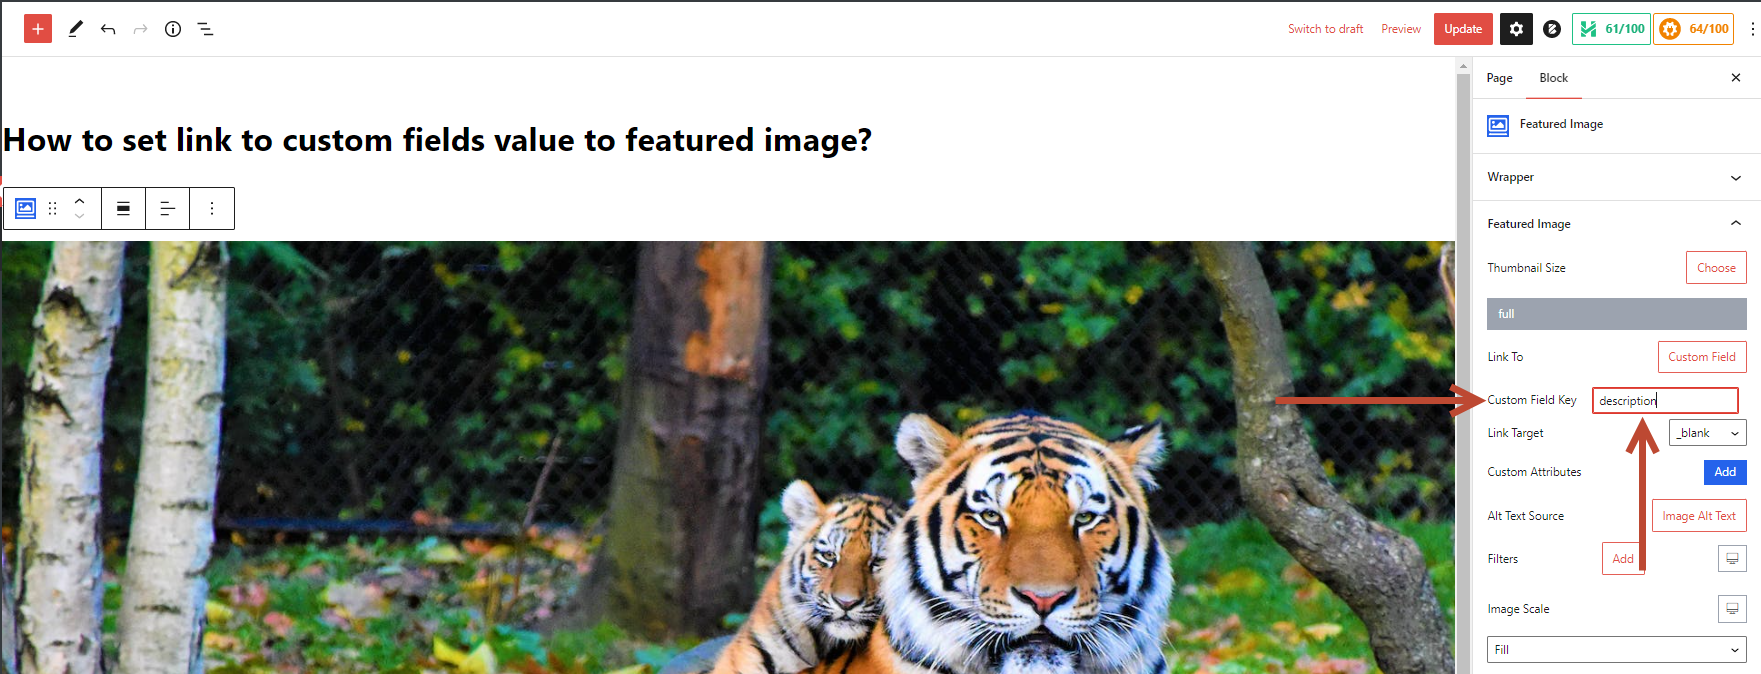 Switch to draft Preview Update 61/100 64/100
Page Block
Featured Image
How to set link to custom fields value to featured image?
Wrapper
Featured Image
Thumbnail Size Choose
full
Link To Custom Field
Custom Field Key description
Link Target _blank
Custom Attributes Add
Alt Text Source Image Alt Text
Filters Add
Image Scale
Fill